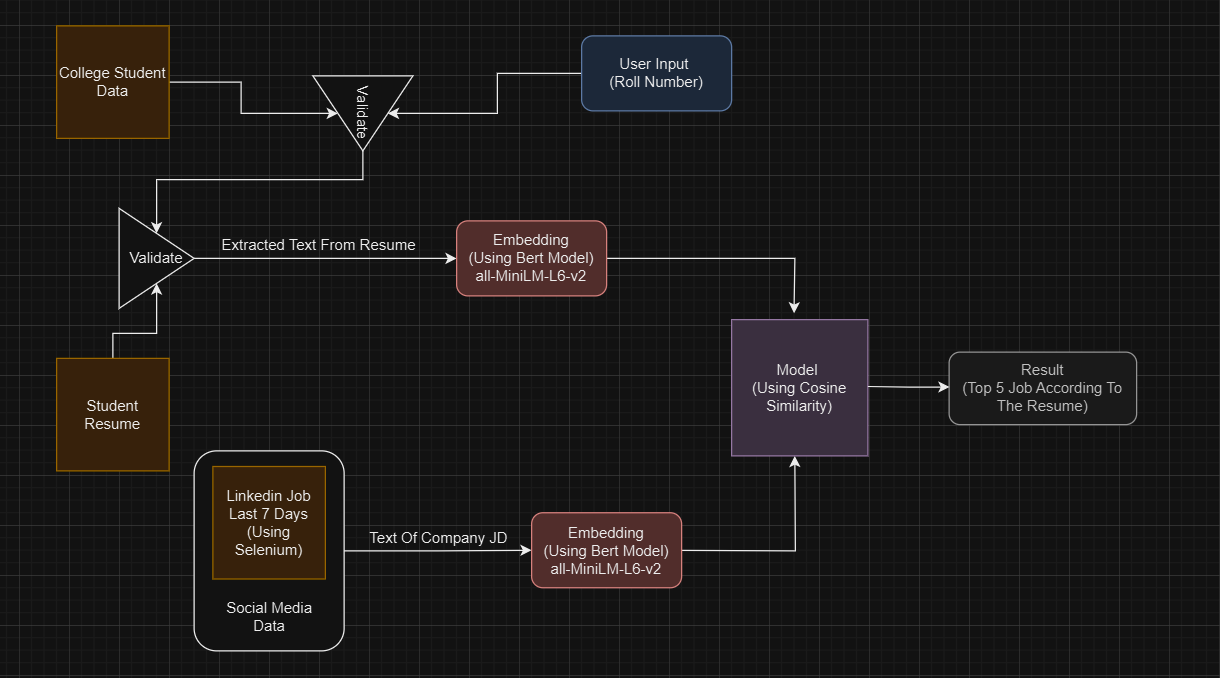 College Student
Data
Validate
User Input
(Roll Number)
Validate
Extracted Text From Resume
Embedding
(Using Bert Model)
all-MiniLM-L6-v2
Student
Resume
Model
(Using Cosine
Similarity)
Result
(Top 5 Job According To
The Resume)
Linkedin Job
Last 7 Days
(Using
Selenium)
Social Media
Data
Text Of Company JD
Embedding
(Using Bert Model)
all-MiniLM-L6-v2